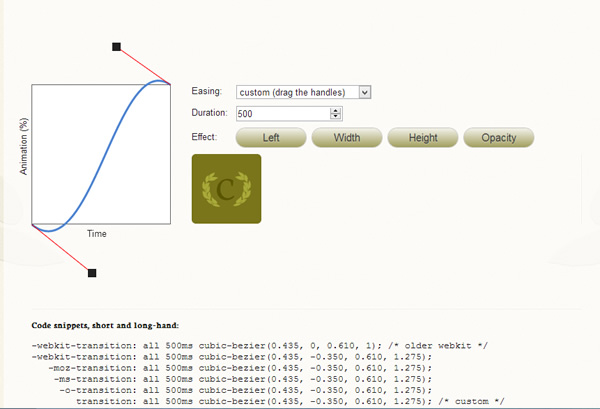 Easing:
custom (drag the handles)
Duration:
500
Effect:
Left Width Height Opacity
Animation (%)
Time
C
Code snippets, short and long-hand:
-webkit-transition: all 500ms cubic-bezier(0.435, 0, 0.610, 1); /* older webkit */
-webkit-transition: all 500ms cubic-bezier(0.435, -0.350, 0.610, 1.275);
-moz-transition: all 500ms cubic-bezier(0.435, -0.350, 0.610, 1.275);
-ms-transition: all 500ms cubic-bezier(0.435, -0.350, 0.610, 1.275);
-o-transition: all 500ms cubic-bezier(0.435, -0.350, 0.610, 1.275);
transition: all 500ms cubic-bezier(0.435, -0.350, 0.610, 1.275); /* custom */